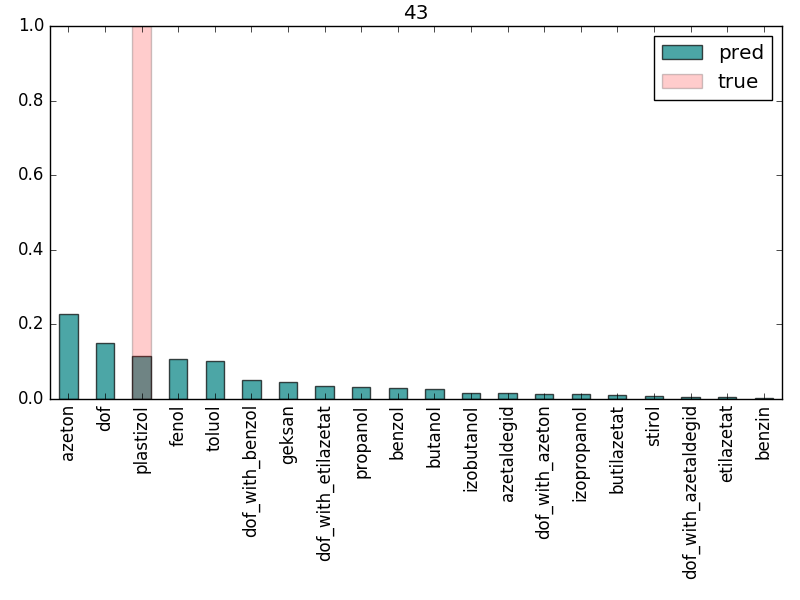 43
pred
true
1.0
0.8
0.6
0.4
0.2
0.0
azeton
dof
plastizol
fenol
toluol
dof_with_benzol
geksan
dof_with_etilazetat
propanol
benzol
butanol
izobutanol
azetaldegid
dof_with_azeton
izopropanol
butilazetat
stirol
dof_with_azetaldegid
etilazetat
benzin